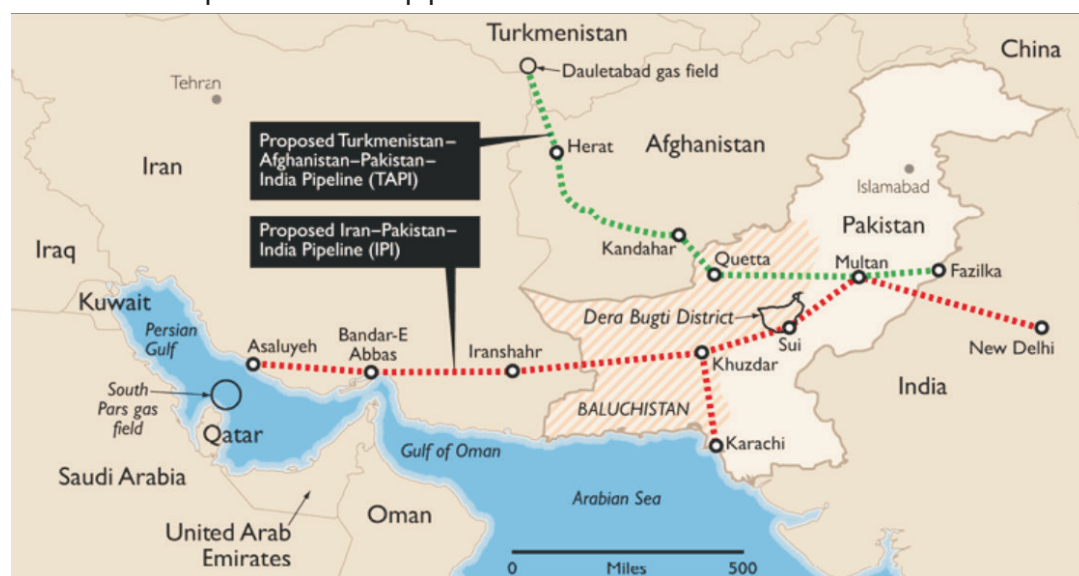 Turkmenistan
China
Dauletabad gas field
Tehran
Proposed Turkmenistan–
Afghanistan–Pakistan–
India Pipeline (TAPI)
Herat
Afghanistan
Iran
Islamabad
Pakistan
Proposed Iran–Pakistan–
India Pipeline (IPI)
Iraq
Kandahar
Quetta
Multan
Fazilka
Kuwait
Persian
Gulf
Dera Bugti District
Asaluyeh
Bandar-E
Abbas
Iranshahr
Sui
New Delhi
Khuzdar
South
Pars gas
field
BALUCHISTAN
India
Qatar
Gulf of Oman
Karachi
Saudi Arabia
Arabian Sea
Oman
United Arab
Emirates
0 Miles 500